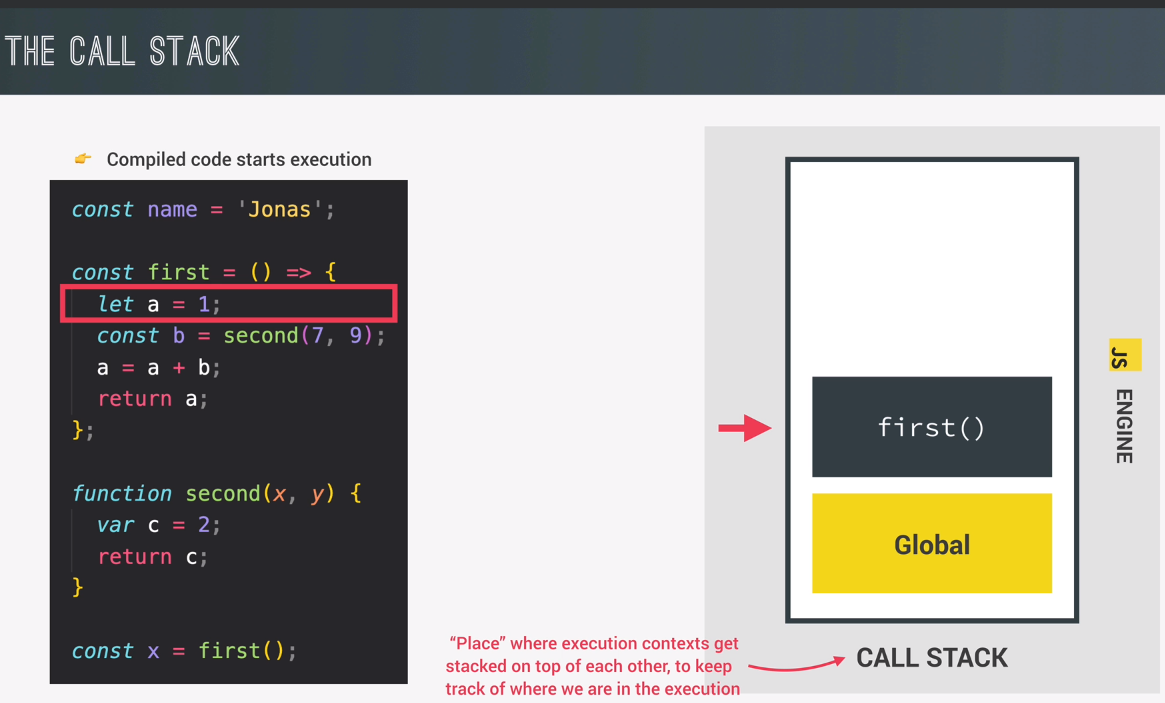 THE CALL STACK
👉 Compiled code starts execution
const name = 'Jonas';
const first = () => {
let a = 1;
const b = second(7, 9);
a = a + b;
return a;
};
function second(x, y) {
var c = 2;
return c;
}
const x = first();
first()
Global
JS ENGINE
CALL STACK
“Place” where execution contexts get
stacked on top of each other, to keep
track of where we are in the execution